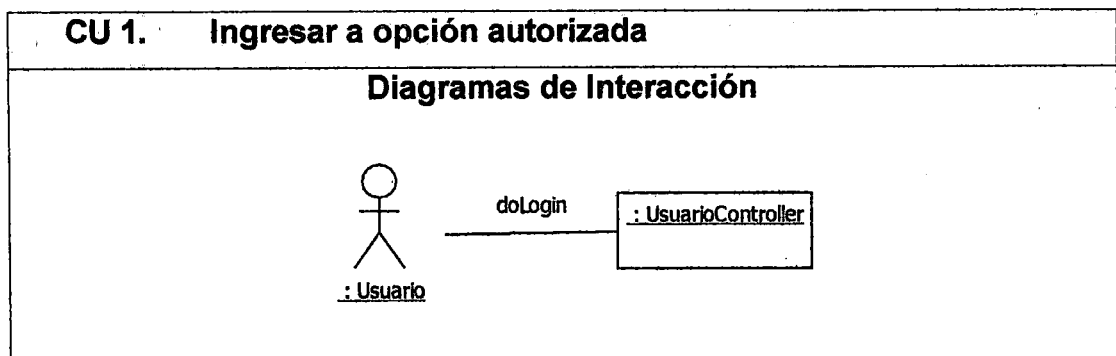 CU 1. Ingresar a opción autorizada
Diagramas de Interacción
doLogin
: UsuarioController
: Usuario